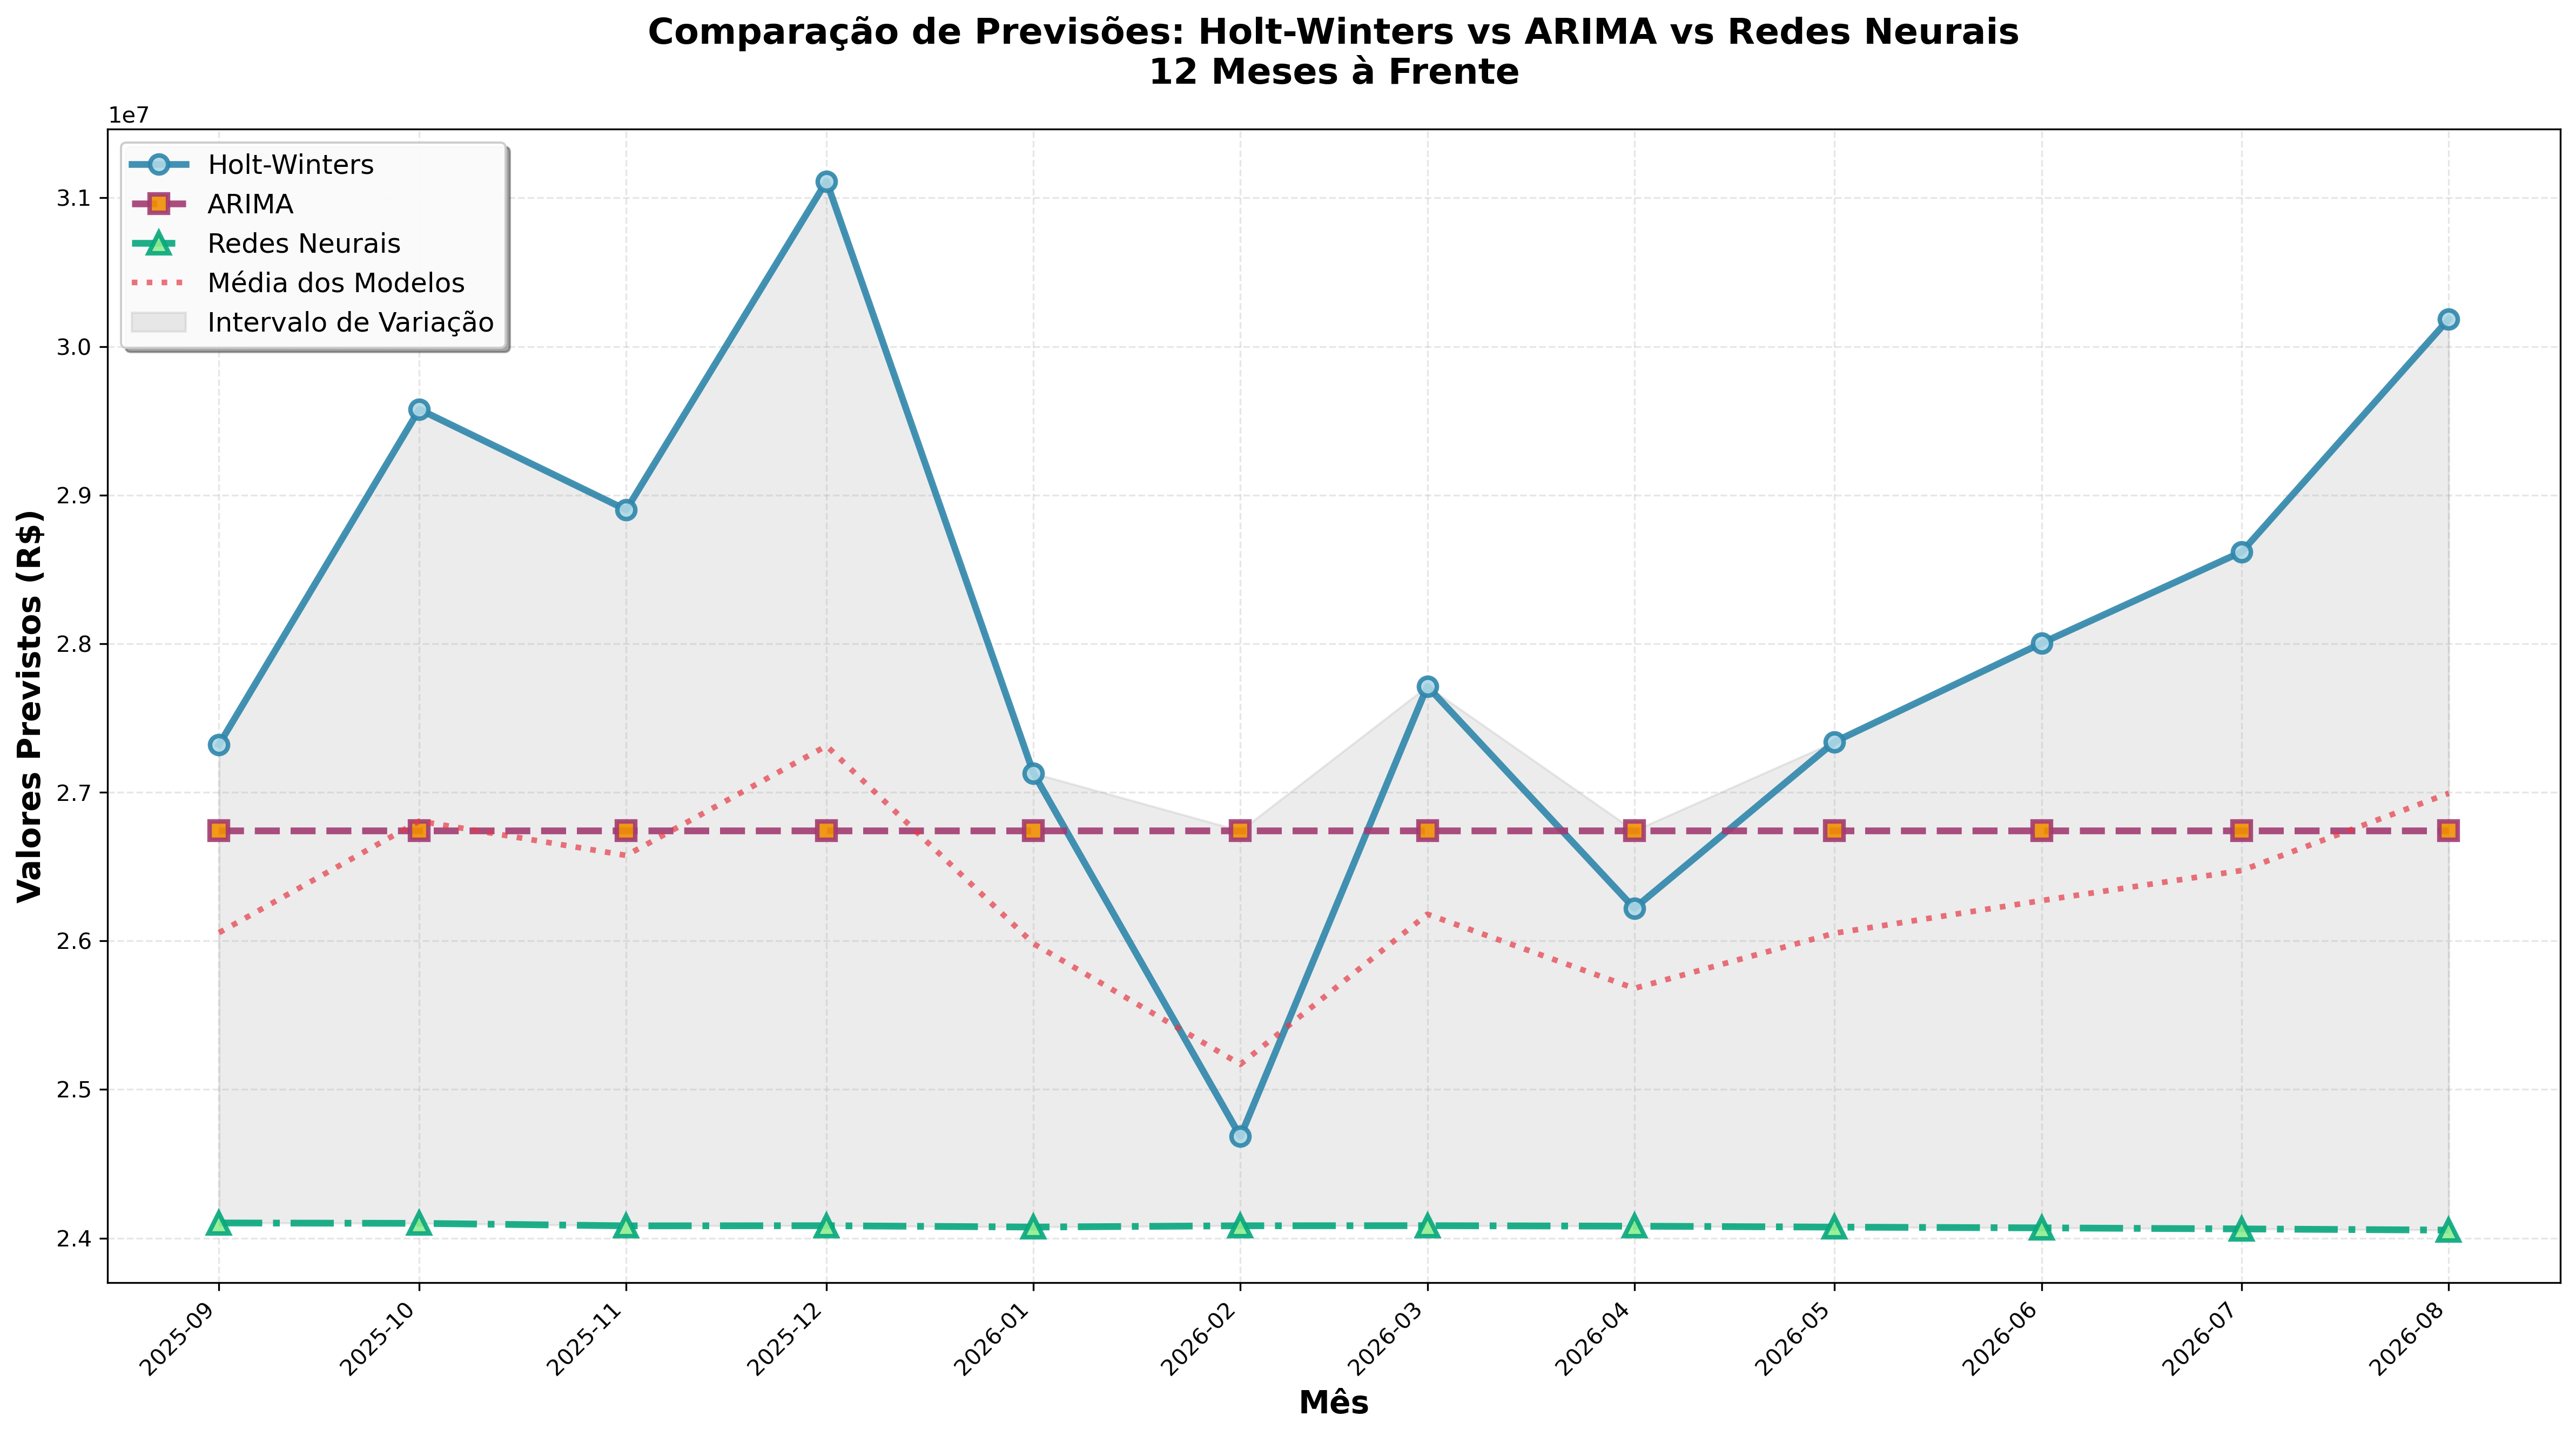 Comparação de Previsões: Holt-Winters vs ARIMA vs Redes Neurais
12 Meses à Frente
1e7
Holt-Winters
ARIMA
Redes Neurais
Média dos Modelos
Intervalo de Variação
3.1
3.0
2.9
2.8
2.7
2.6
2.5
2.4
Valores Previstos (R$)
2025-09
2025-10
2025-11
2025-12
2026-01
2026-02
2026-03
2026-04
2026-05
2026-06
2026-07
2026-08
Mês